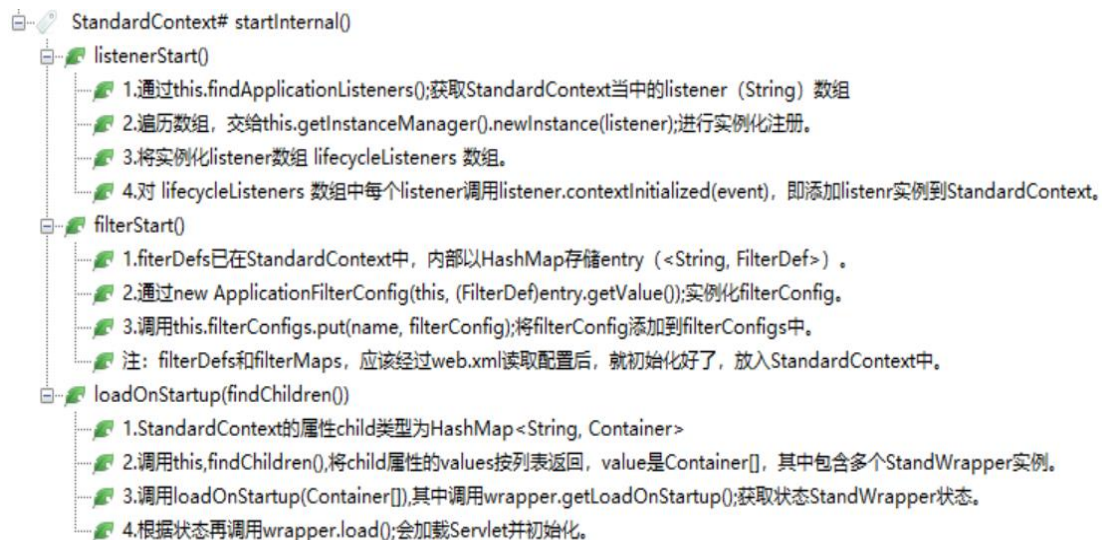 StandardContext# startInternal()
listenerStart()
1.通过this.findApplicationListeners();获取StandardContext当中的listener（String）数组
2.遍历数组，交给this.getInstanceManager().newInstance(listener);进行实例化注册。
3.将实例化listener数组 lifecycleListeners 数组。
4.对 lifecycleListeners 数组中每个listener调用listener.contextInitialized(event)，即添加listenr实例到StandardContext。
filterStart()
1.fiterDefs已在StandardContext中，内部以HashMap存储entry（<String, FilterDef>）.
2.通过new ApplicationFilterConfig(this, (FilterDef)entry.getValue());实例化filterConfig。
3.调用this.filterConfigs.put(name, filterConfig);将filterConfig添加到filterConfigs中。
注：filterDefs和filterMaps，应该经过web.xml读取配置后，就初始化好了，放入StandardContext中。
loadOnStartup(findChildren())
1.StandardContext的属性child类型为HashMap<String, Container>
2.调用this,findChildren(),将child属性的values按列表返回，value是Container[]，其中包含多个StandWrapper实例。
3.调用loadOnStartup(Container[]),其中调用wrapper.getLoadOnStartup();获取状态StandWrapper状态。
4.根据状态再调用wrapper.load();会加载Servlet并初始化。